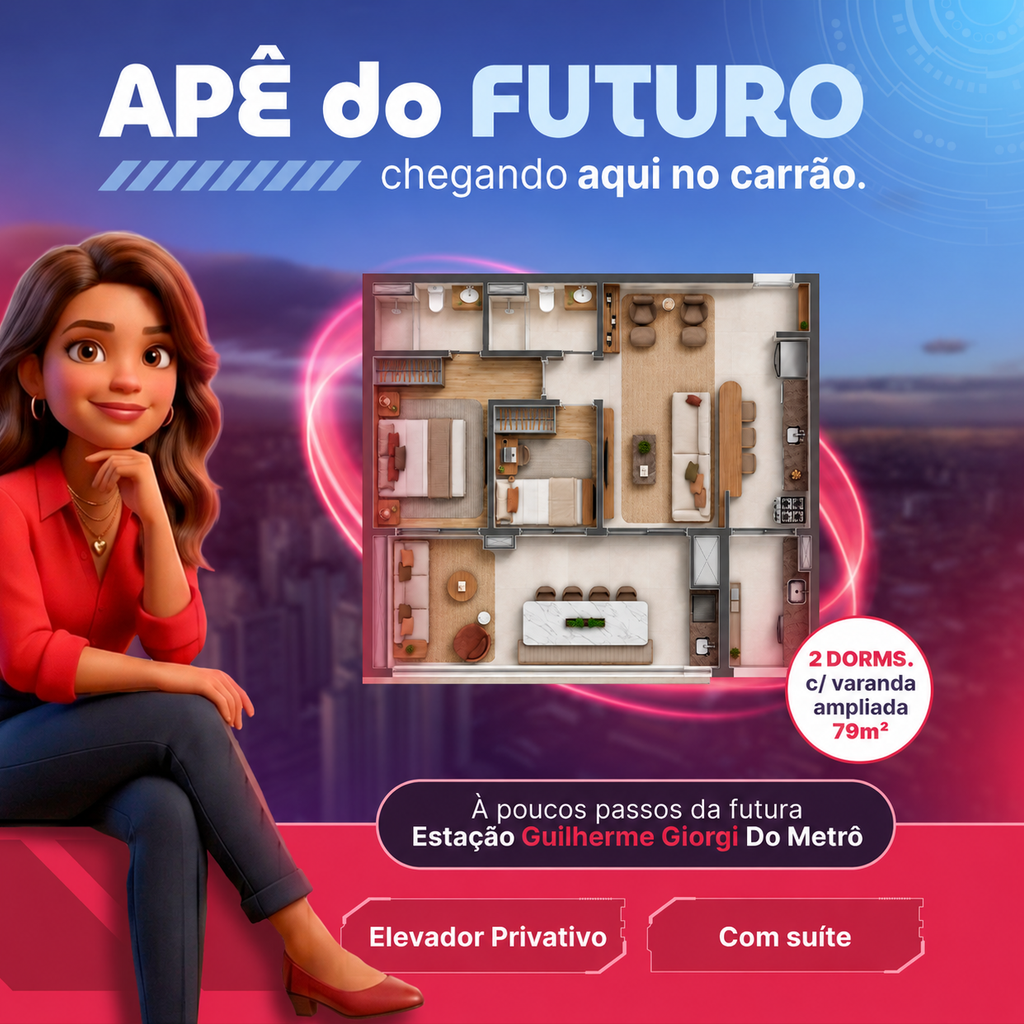 APÊ do FUTURO
chegando aqui no carrão.
2 DORMS.
c/ varanda
ampliada
79m²
À poucos passos da futura
Estação Guilherme Giorgi Do Metrô
Elevador Privativo
Com suíte